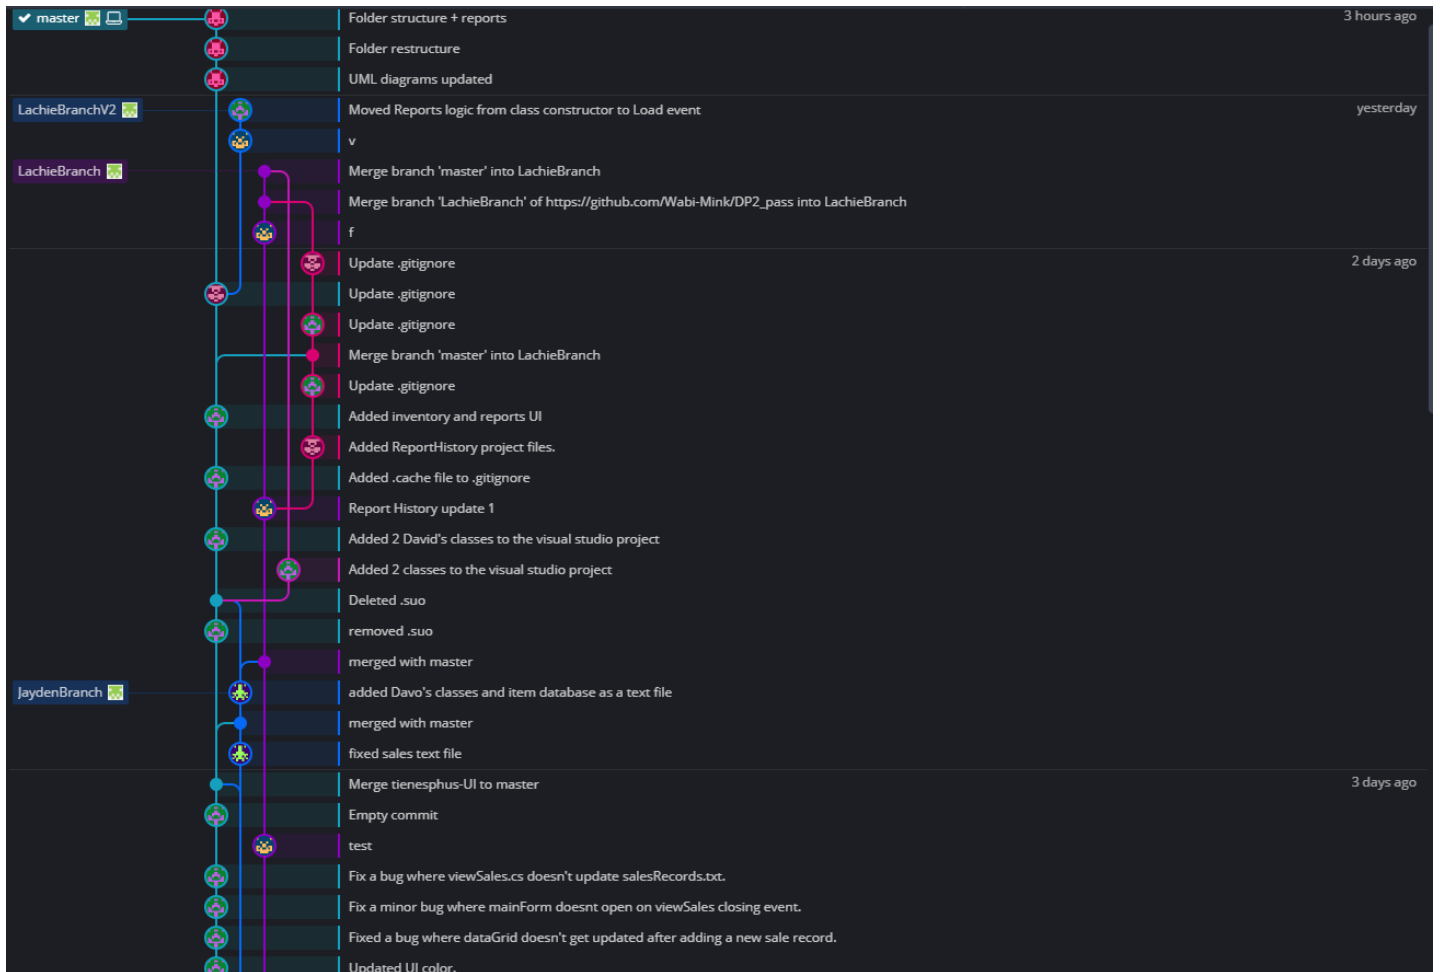 master Folder structure + reports 3 hours ago
Folder restructure
UML diagrams updated
LachieBranchV2 Moved Reports logic from class constructor to Load event yesterday
v
LachieBranch Merge branch 'master' into LachieBranch
Merge branch 'LachieBranch' of https://github.com/Wabi-Mink/DP2_pass into LachieBranch
f
Update .gitignore 2 days ago
Update .gitignore
Update .gitignore
Merge branch 'master' into LachieBranch
Update .gitignore
Added inventory and reports UI
Added ReportHistory project files.
Added .cache file to .gitignore
Report History update 1
Added 2 David's classes to the visual studio project
Added 2 classes to the visual studio project
Deleted .suo
removed .suo
merged with master
JaydenBranch added Davo's classes and item database as a text file
merged with master
fixed sales text file
Merge tienesphus-UI to master 3 days ago
Empty commit
test
Fix a bug where viewSales.cs doesn't update salesRecords.txt.
Fix a minor bug where mainForm doesnt open on viewSales closing event.
Fixed a bug where dataGrid doesn't get updated after adding a new sale record.
Updated UI color.